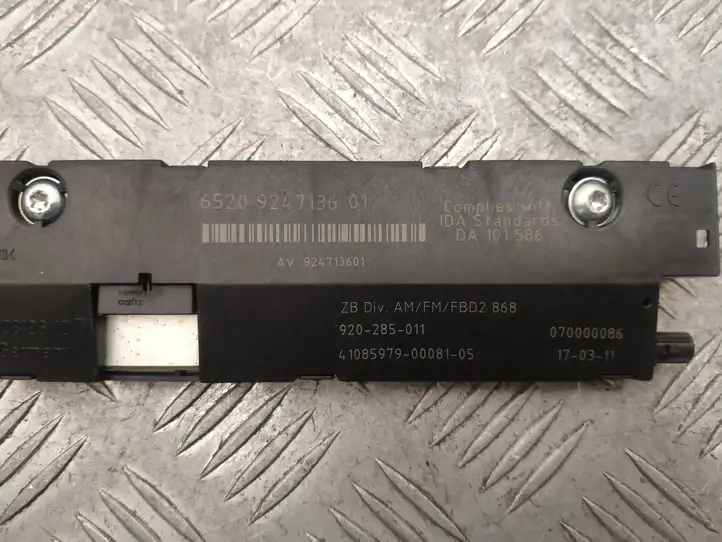 6520 9247136 01
Complies with
IDA Standards
DA 101586
CE
AV 924713601
ZB Div. AM/FM/FBD2 868
920-285-011
070000086
41085979-00081-05
17-03-11
Germany